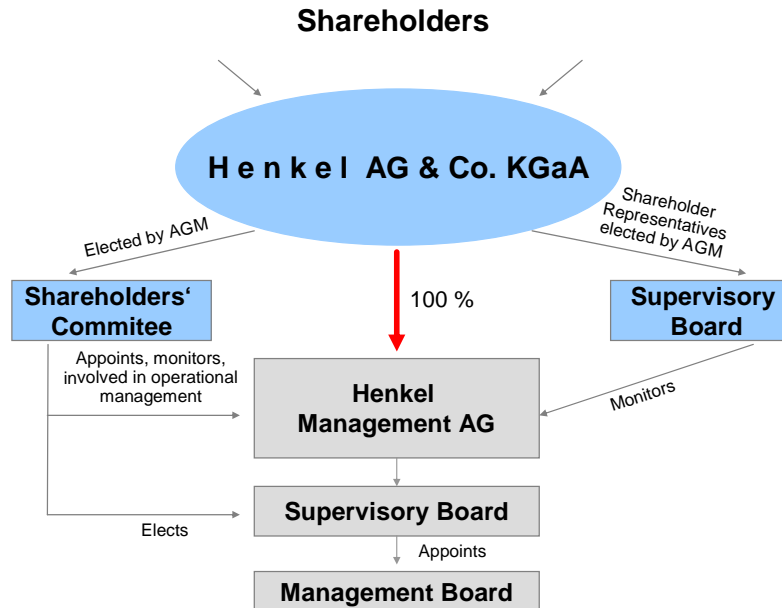 Shareholders
Henkel AG & Co. KGaA
Elected by AGM
Shareholder
Representatives
elected by AGM
100 %
Shareholders‘
Commitee
Supervisory
Board
Appoints, monitors,
involved in operational
management
Henkel
Management AG
Monitors
Supervisory Board
Elects
Appoints
Management Board